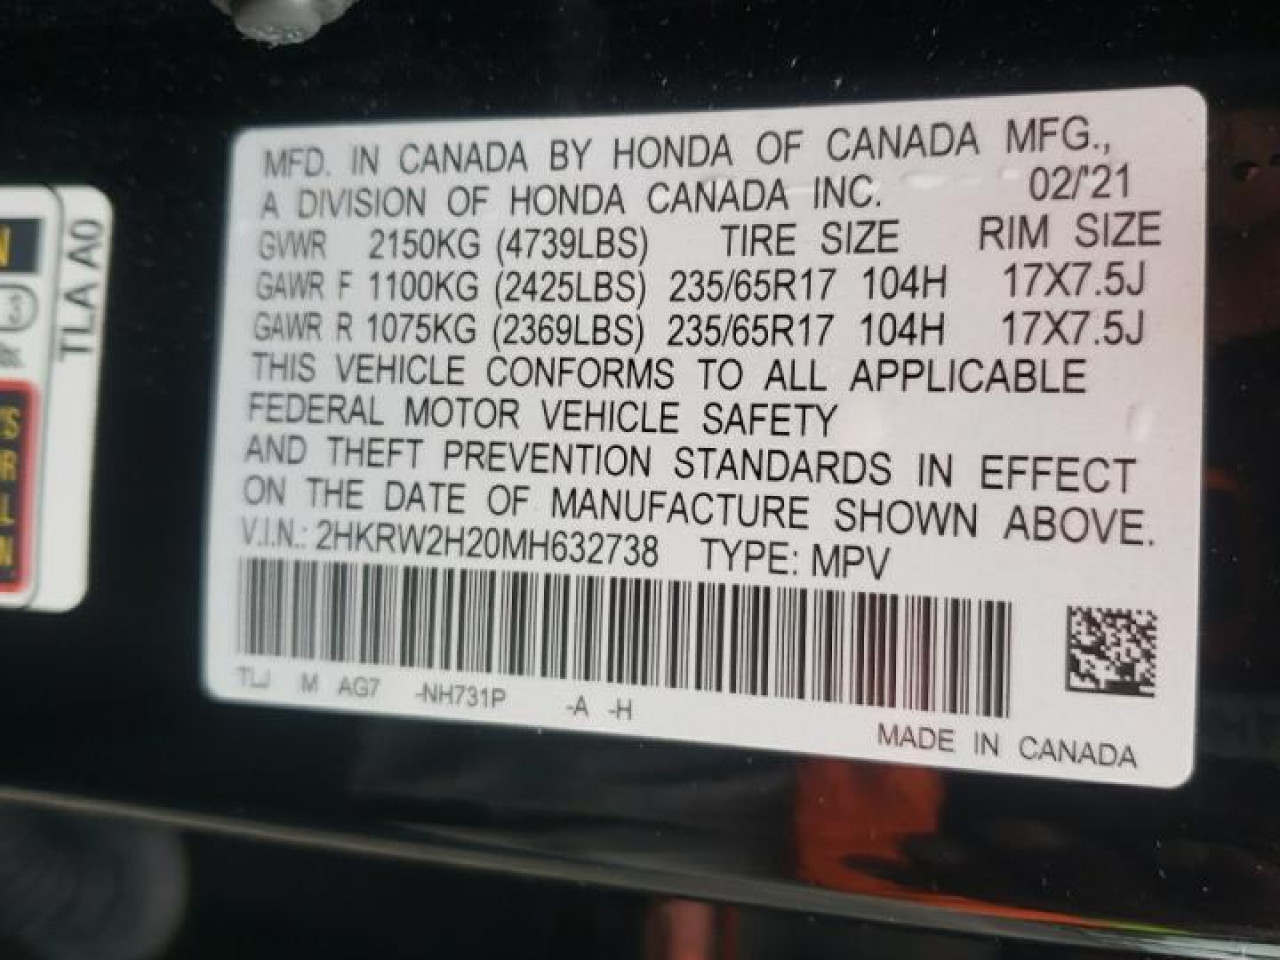 MFD. IN CANADA BY HONDA OF CANADA MFG.,
A DIVISION OF HONDA CANADA INC. 02/'21
GVWR 2150KG (4739LBS) TIRE SIZE RIM SIZE
GAWR F 1100KG (2425LBS) 235/65R17 104H 17X7.5J
GAWR R 1075KG (2369LBS) 235/65R17 104H 17X7.5J
THIS VEHICLE CONFORMS TO ALL APPLICABLE
FEDERAL MOTOR VEHICLE SAFETY
AND THEFT PREVENTION STANDARDS IN EFFECT
ON THE DATE OF MANUFACTURE SHOWN ABOVE.
V.I.N.: 2HKRW2H20MH632738 TYPE: MPV
TLJ M AG7 -NH731P -A -H
MADE IN CANADA
TLA A0
N
3
lbs.